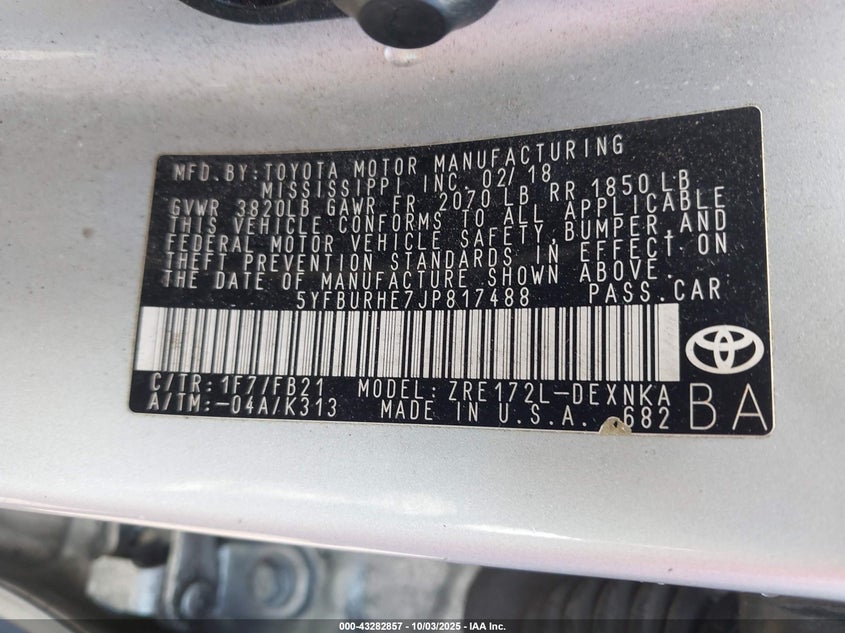 MFD.BY:TOYOTA MOTOR MANUFACTURING
MISSISSIPPI INC. 02/18
GVWR 3820LB GAWR FR 2070 LB RR 1850LB
THIS VEHICLE CONFORMS TO ALL APPLICABLE
FEDERAL MOTOR VEHICLE SAFETY,BUMPER,AND
THEFT PREVENTION STANDARDS IN EFFECT ON
THE DATE OF MANUFACTURE SHOWN ABOVE.
5YFBURHE7JP817488 PASS.CAR
C/TR:1F7/FB21 MODEL:ZRE172L-DEXNKA
A/TM:-04A/K313 MADE IN U.S.A. 682
BA
000-43282857 - 10/03/2025 - IAA Inc.